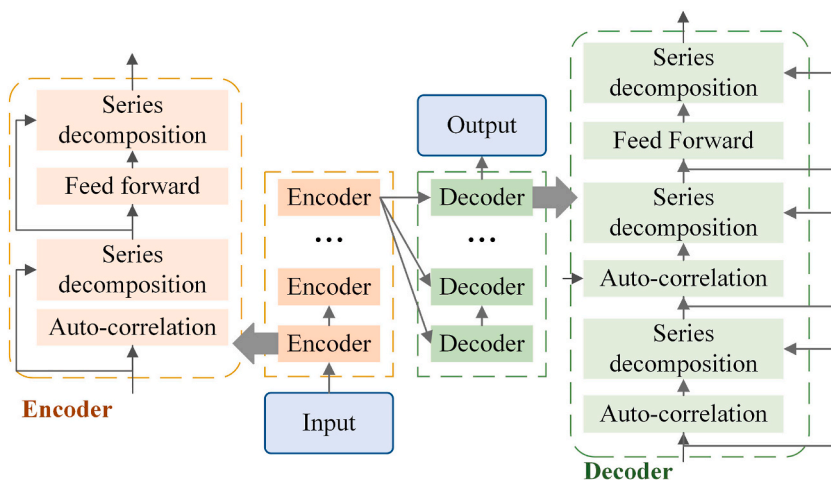 Series
decomposition
Feed forward
Series
decomposition
Auto-correlation
Encoder
Encoder
...
Encoder
Encoder
Input
Output
Decoder
...
Decoder
Decoder
Series
decomposition
Feed Forward
Series
decomposition
Auto-correlation
Series
decomposition
Auto-correlation
Decoder